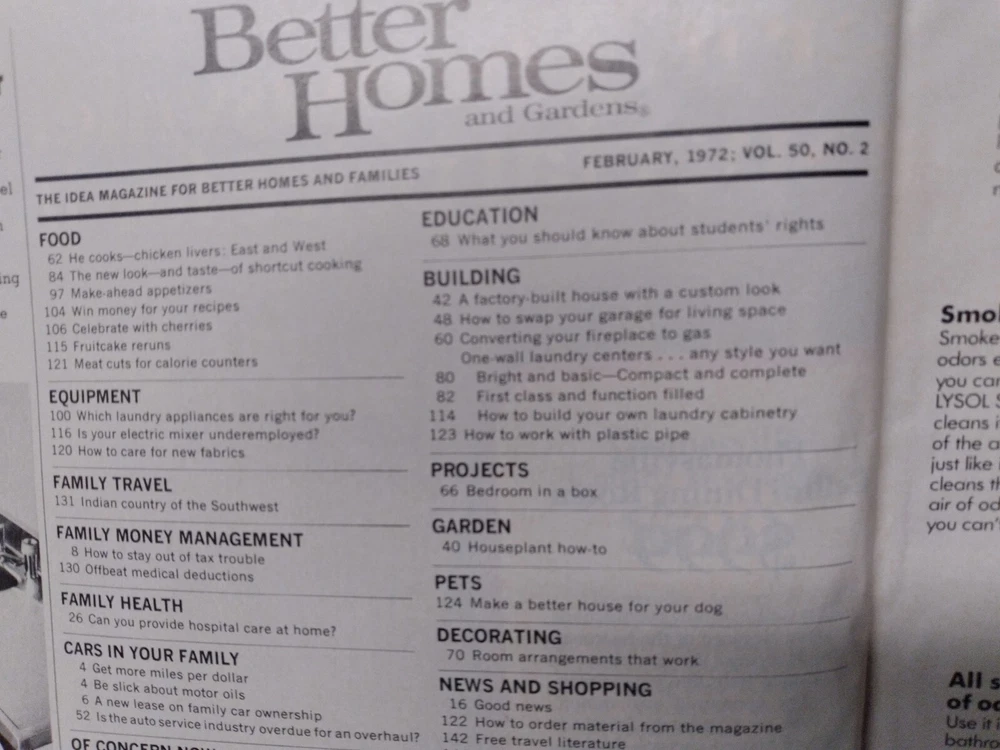 Better
Homes
and Gardens®
THE IDEA MAGAZINE FOR BETTER HOMES AND FAMILIES
FEBRUARY, 1972; VOL. 50, NO. 2
FOOD
62 He cooks—chicken livers: East and West
84 The new look—and taste—of shortcut cooking
97 Make-ahead appetizers
104 Win money for your recipes
106 Celebrate with cherries
115 Fruitcake reruns
121 Meat cuts for calorie counters
EQUIPMENT
100 Which laundry appliances are right for you?
116 Is your electric mixer underemployed?
120 How to care for new fabrics
FAMILY TRAVEL
131 Indian country of the Southwest
FAMILY MONEY MANAGEMENT
8 How to stay out of tax trouble
130 Offbeat medical deductions
FAMILY HEALTH
26 Can you provide hospital care at home?
CARS IN YOUR FAMILY
4 Get more miles per dollar
4 Be slick about motor oils
6 A new lease on family car ownership
52 Is the auto service industry overdue for an overhaul?
OF CONCERN NOW
EDUCATION
68 What you should know about students' rights
BUILDING
42 A factory-built house with a custom look
48 How to swap your garage for living space
60 Converting your fireplace to gas
One-wall laundry centers . . . any style you want
80 Bright and basic—Compact and complete
82 First class and function filled
114 How to build your own laundry cabinetry
123 How to work with plastic pipe
PROJECTS
66 Bedroom in a box
GARDEN
40 Houseplant how-to
PETS
124 Make a better house for your dog
DECORATING
70 Room arrangements that work
NEWS AND SHOPPING
16 Good news
122 How to order material from the magazine
142 Free travel literature
Smo
Smoke
odors e
you can
LYSOL S
cleans i
of the a
just like
cleans th
air of od
you can't
All s
of od
Use it
bathro